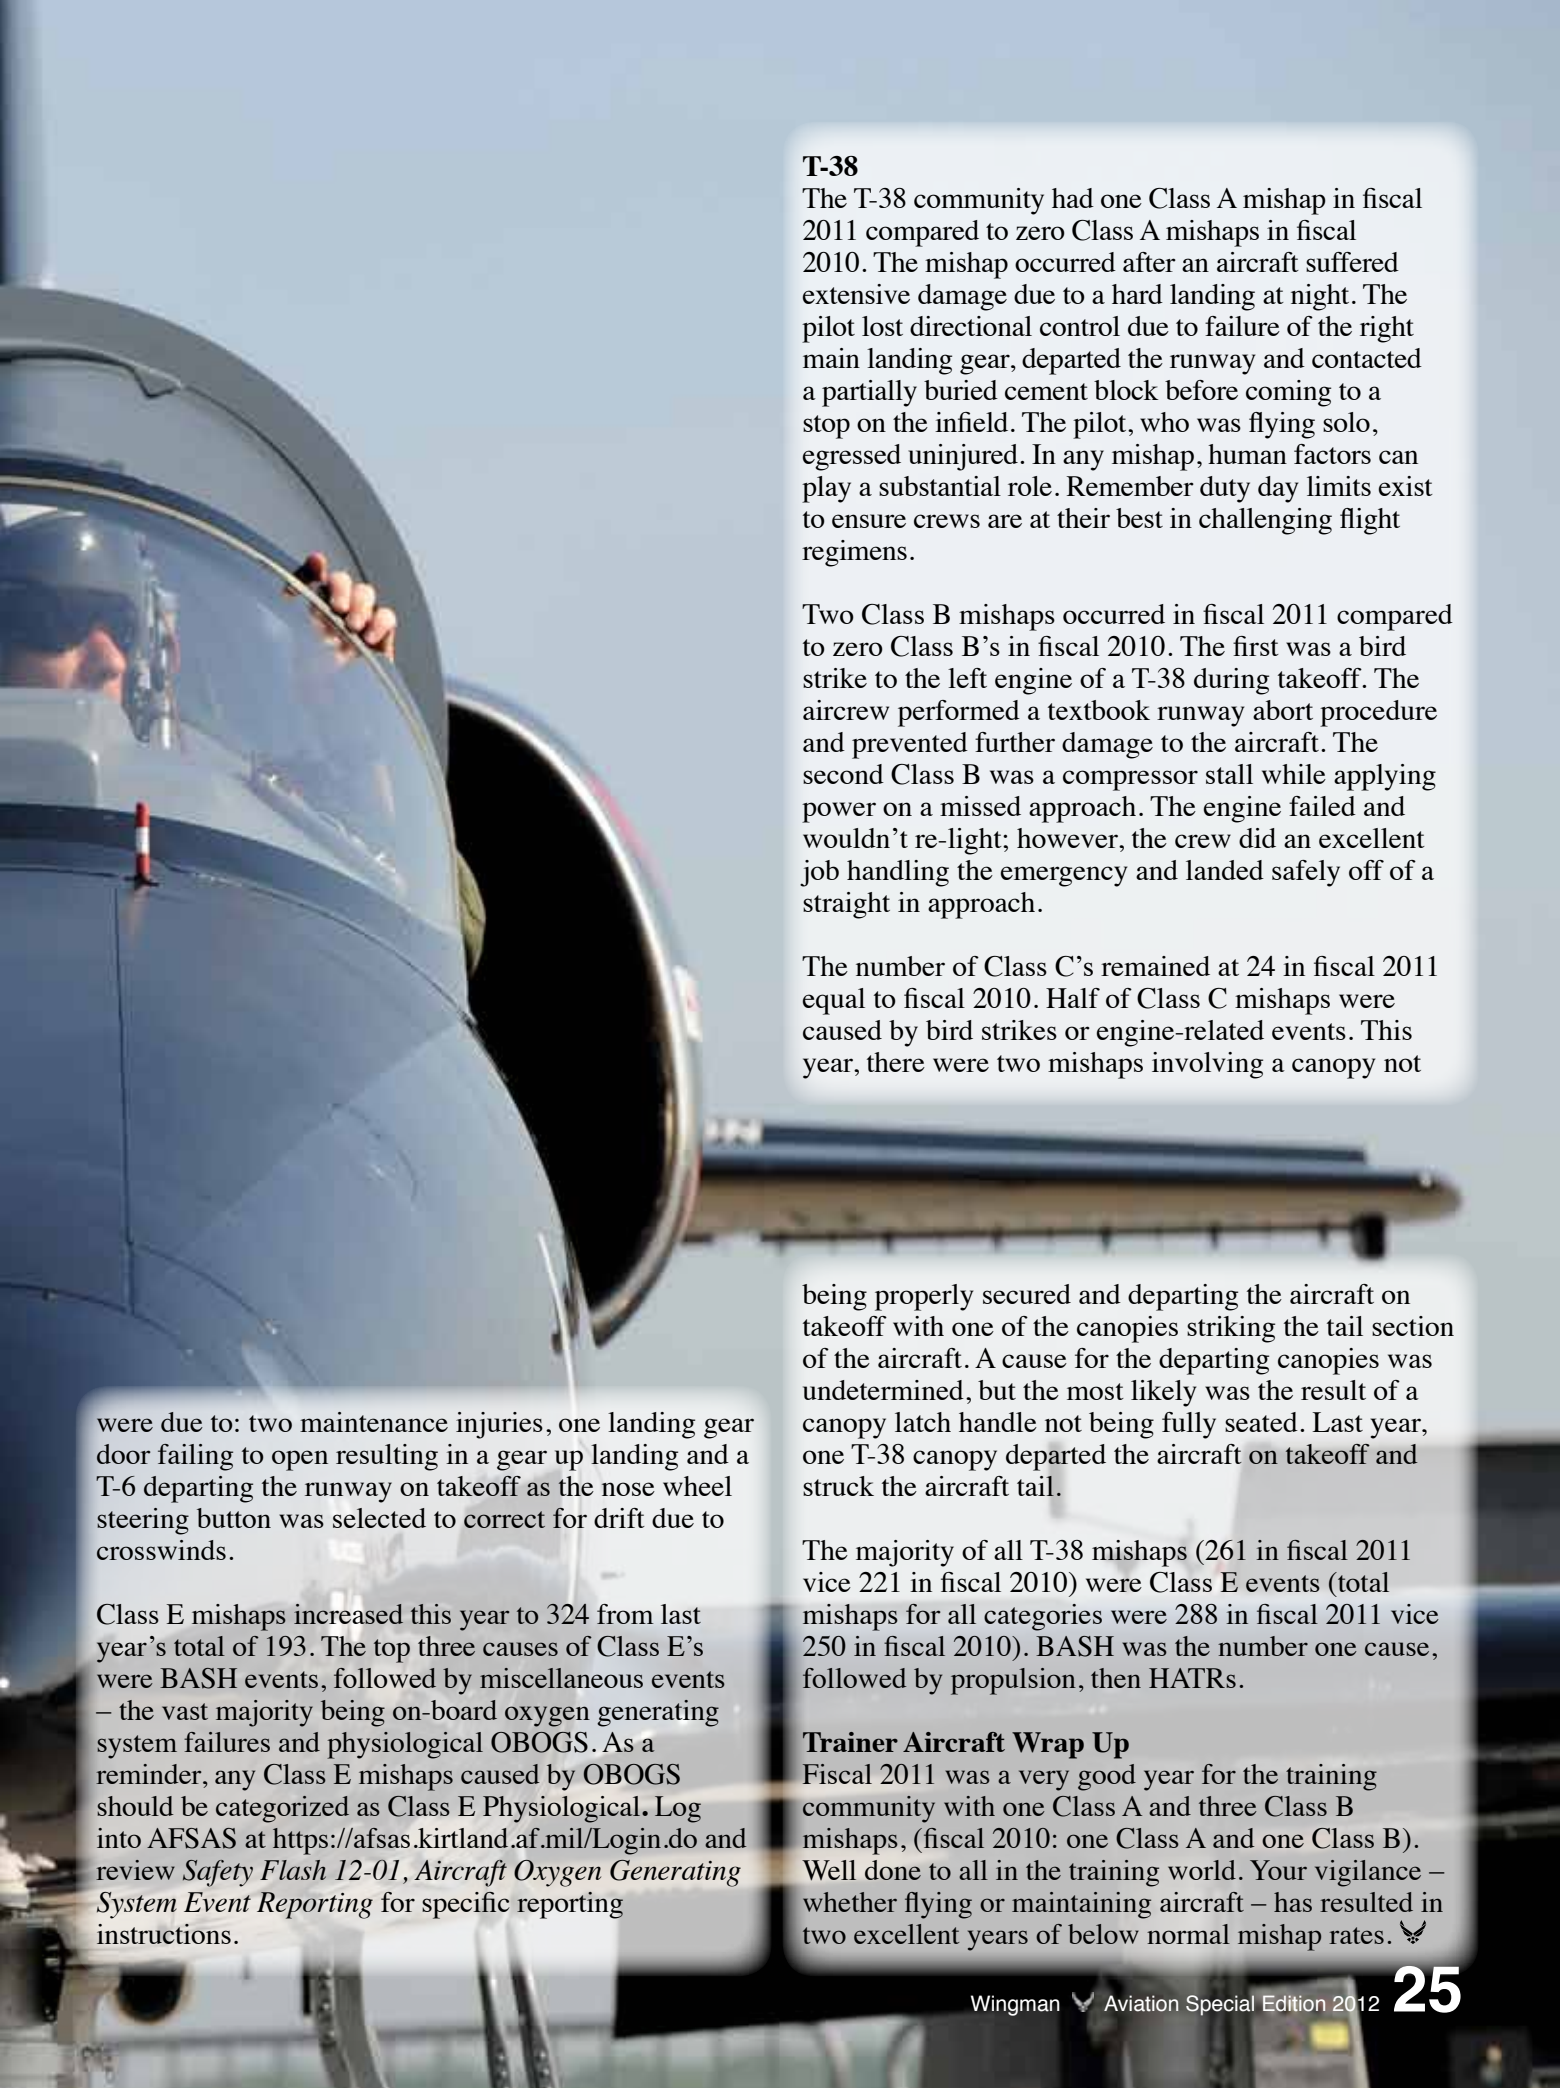 were due to: two maintenance injuries, one landing gear
door failing to open resulting in a gear up landing and a
T-6 departing the runway on takeoff as the nose wheel
steering button was selected to correct for drift due to
crosswinds.
Class E mishaps increased this year to 324 from last
year's total of 193. The top three causes of Class E's
were BASH events, followed by miscellaneous events
– the vast majority being on-board oxygen generating
system failures and physiological OBOGS. As a
reminder, any Class E mishaps caused by OBOGS
should be categorized as Class E Physiological. Log
into AFSAS at https://afsas.kirtland.af.mil/Login.do and
review Safety Flash 12-01, Aircraft Oxygen Generating
System Event Reporting for specific reporting
instructions.
T-38
The T-38 community had one Class A mishap in fiscal
2011 compared to zero Class A mishaps in fiscal
2010. The mishap occurred after an aircraft suffered
extensive damage due to a hard landing at night. The
pilot lost directional control due to failure of the right
main landing gear, departed the runway and contacted
a partially buried cement block before coming to a
stop on the infield. The pilot, who was flying solo,
egressed uninjured. In any mishap, human factors can
play a substantial role. Remember duty day limits exist
to ensure crews are at their best in challenging flight
regimens.
Two Class B mishaps occurred in fiscal 2011 compared
to zero Class B's in fiscal 2010. The first was a bird
strike to the left engine of a T-38 during takeoff. The
aircrew performed a textbook runway abort procedure
and prevented further damage to the aircraft. The
second Class B was a compressor stall while applying
power on a missed approach. The engine failed and
wouldn't re-light; however, the crew did an excellent
job handling the emergency and landed safely off of a
straight in approach.
The number of Class C's remained at 24 in fiscal 2011
equal to fiscal 2010. Half of Class C mishaps were
caused by bird strikes or engine-related events. This
year, there were two mishaps involving a canopy not
being properly secured and departing the aircraft on
takeoff with one of the canopies striking the tail section
of the aircraft. A cause for the departing canopies was
undetermined, but the most likely was the result of a
canopy latch handle not being fully seated. Last year,
one T-38 canopy departed the aircraft on takeoff and
struck the aircraft tail.
The majority of all T-38 mishaps (261 in fiscal 2011
vice 221 in fiscal 2010) were Class E events (total
mishaps for all categories were 288 in fiscal 2011 vice
250 in fiscal 2010). BASH was the number one cause,
followed by propulsion, then HATRs.
Trainer Aircraft Wrap Up
Fiscal 2011 was a very good year for the training
community with one Class A and three Class B
mishaps, (fiscal 2010: one Class A and one Class B).
Well done to all in the training world. Your vigilance –
whether flying or maintaining aircraft – has resulted in
two excellent years of below normal mishap rates.
Wingman Aviation Special Edition 2012 25